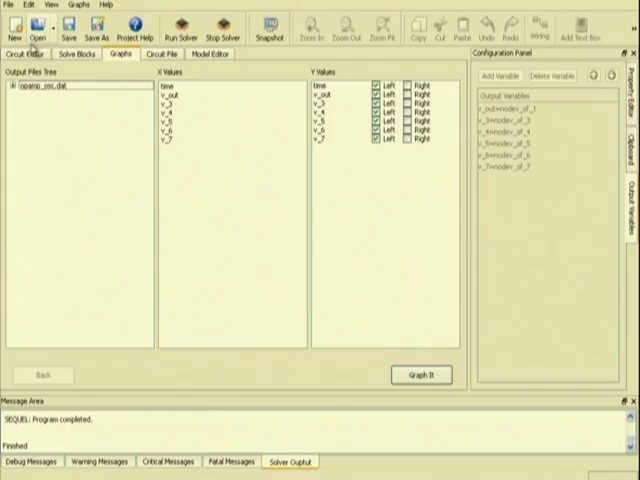 File Edit View Graphs Help
New Open Save Save As Project Help Run Solver Stop Solver Snapshot Zoom In Zoom Out Zoom Fit Copy Cut Paste Undo Redo Wiring Add Text Box
Circuit Editor Solve Blocks Graphs Circuit File Model Editor
Configuration Panel
Output Files Tree
X Values
Y Values
opamp_osc.dat
time
v_out
v_3
v_4
v_5
v_6
v_7
time Left Right
v_out Left Right
v_3 Left Right
v_4 Left Right
v_5 Left Right
v_6 Left Right
v_7 Left Right
Add Variable Delete Variable
Output Variables
v_out=nodev_of_1
v_3=nodev_of_3
v_4=nodev_of_4
v_5=nodev_of_5
v_6=nodev_of_6
v_7=nodev_of_7
Property Editor
Clipboard
Output Variables
Back
Graph It
Message Area
SEQUEL: Program completed.
Finished
Debug Messages Warning Messages Critical Messages Fatal Messages Solver Ouptut